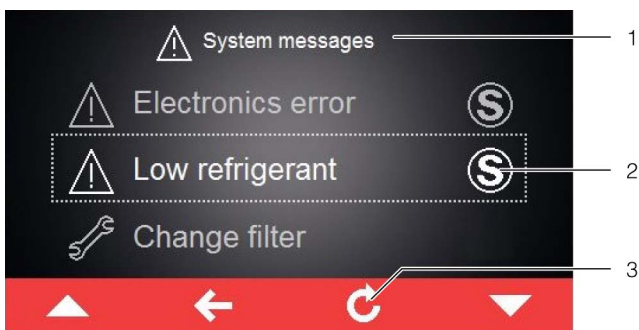 System messages
1
Electronics error S
Low refrigerant S
2
Change filter
3